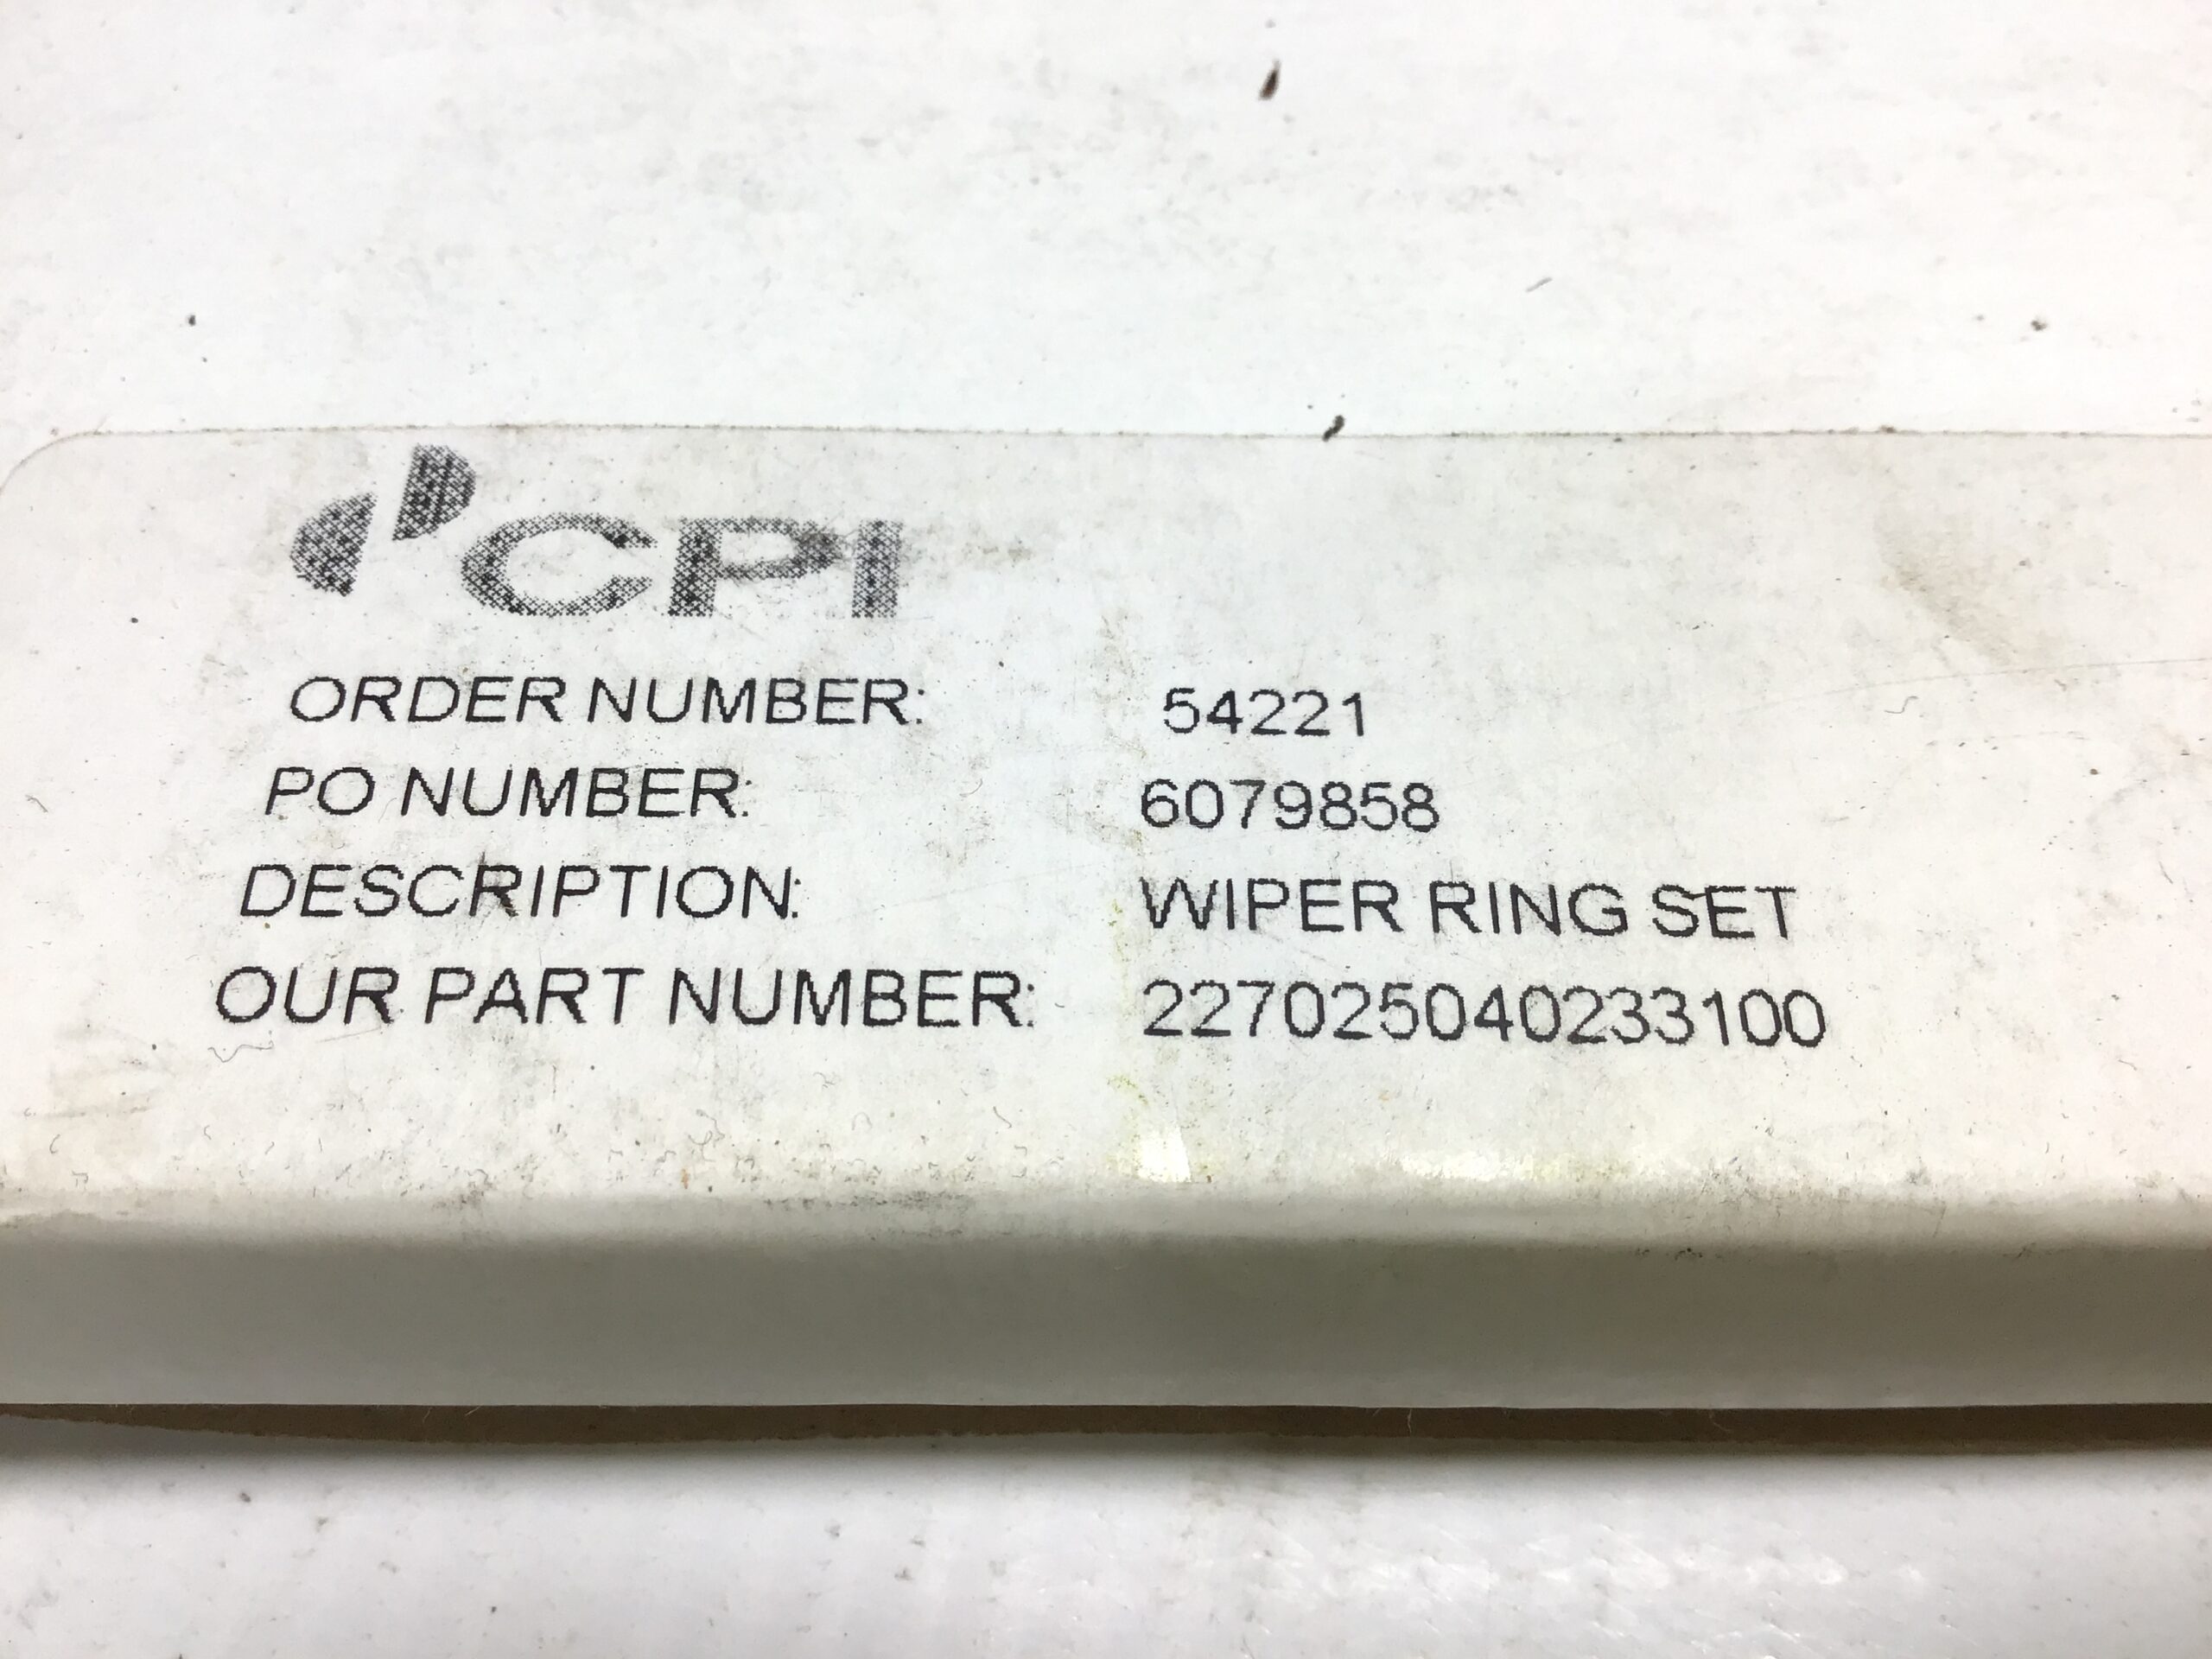 CPI
ORDER NUMBER: 54221
PO NUMBER: 6079858
DESCRIPTION: WIPER RING SET
OUR PART NUMBER: 227025040233100